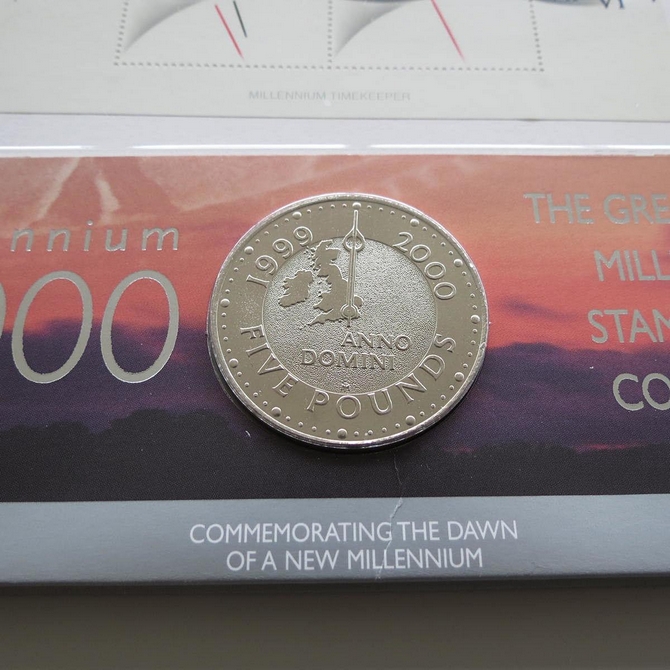 MILLENNIUM TIMEKEEPER
nnium
000
1999 2000
ANNO
DOMINI
FIVE POUNDS
THE GRE
MILL
STAM
CO
COMMEMORATING THE DAWN
OF A NEW MILLENNIUM